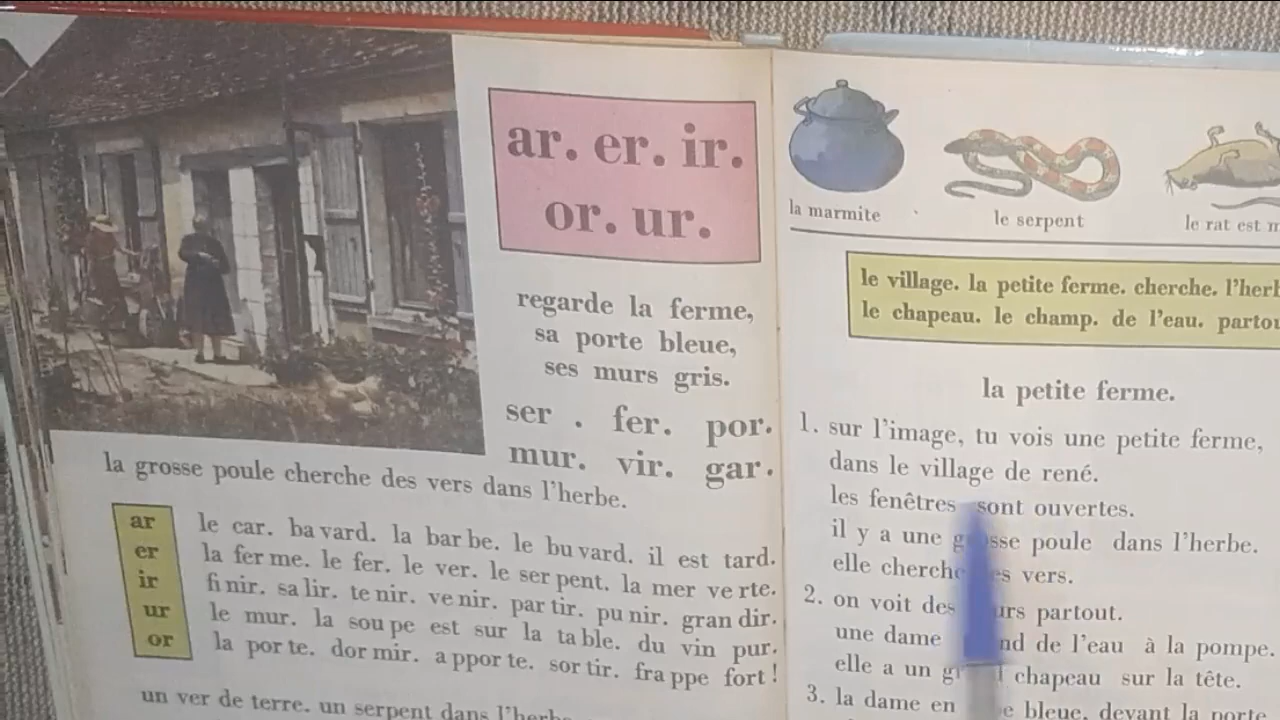 ar. er. ir.
or. ur.
regarde la ferme,
sa porte bleue,
ses murs gris.
ser . fer. por.
mur. vir. gar.
la grosse poule cherche des vers dans l'herbe.
ar le car. ba vard. la bar be. le bu vard. il est tard.
er la fer me. le fer. le ver. le ser pent. la mer ve rte.
ir fi nir. sa lir. te nir. ve nir. par tir. pu nir. gran dir.
ur le mur. la sou pe est sur la ta ble. du vin pur.
or la por te. dor mir. a ppor te. sor tir. fra ppe fort !
un ver de terre. un serpent dans l'herbe
la marmite
le serpent
le rat est
le village. la petite ferme. cherche.
le chapeau. le champ. de l'eau.
la petite ferme.
1. sur l'image, tu vois une petite ferme,
dans le village de rené.
les fenêtres sont ouvertes.
il y a une poule dans l'herbe.
elle vers.
2. on voit des partout.
une dame de l'eau à la pompe.
elle a un chapeau sur la tête.
3. la dame en bleue, devant la porte